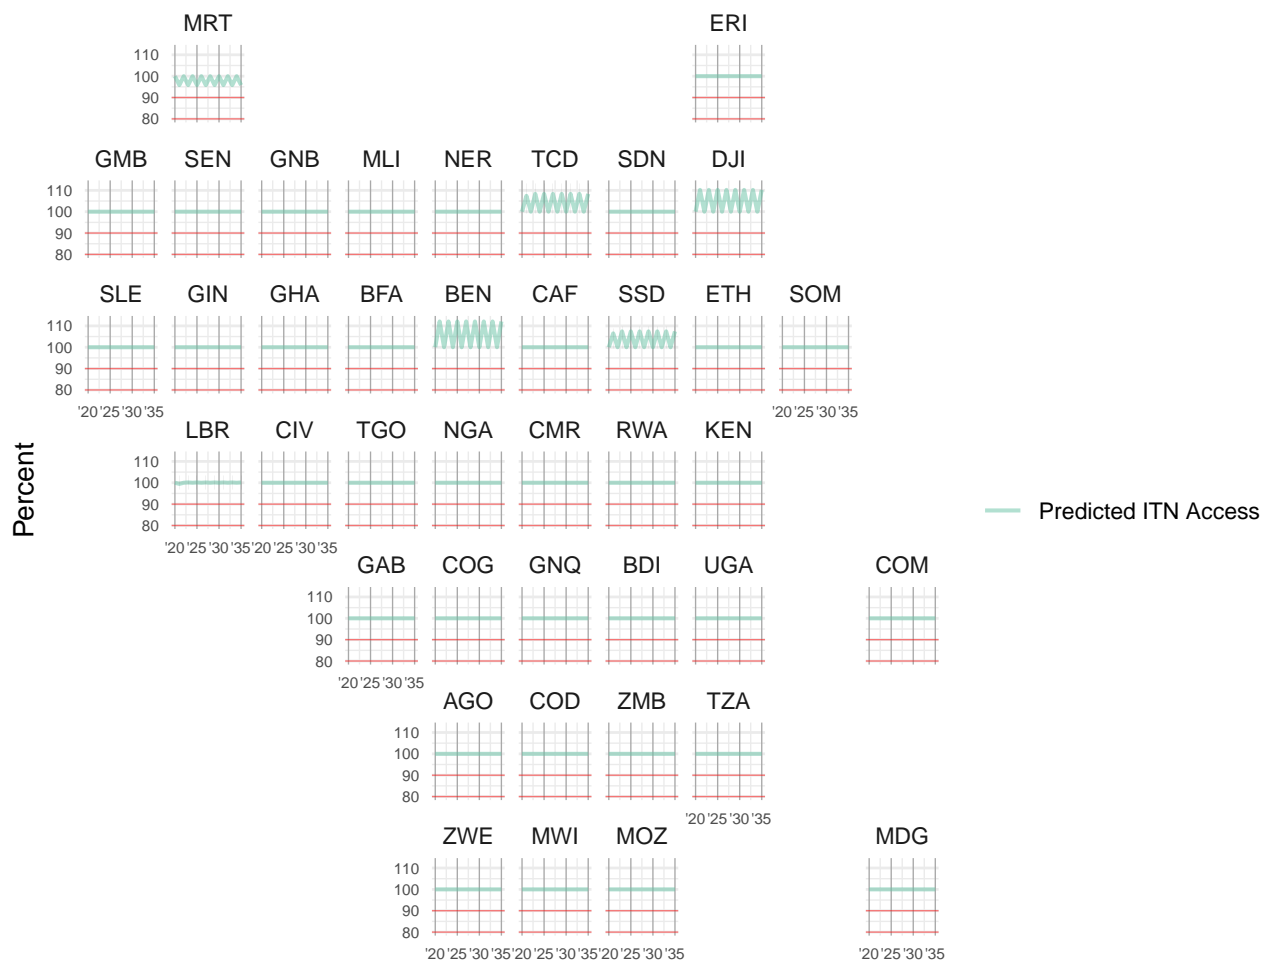 MRT ERI
110
100
90
80
GMB SEN GNB MLI NER TCD SDN DJI
110
100
90
80
SLE GIN GHA BFA BEN CAF SSD ETH SOM
110
100
90
80
'20 '25 '30 '35 '20 '25 '30 '35
LBR CIV TGO NGA CMR RWA KEN
110
100
90
80
'20 '25 '30 '35 '20 '25 '30 '35
Percent
Predicted ITN Access
GAB COG GNQ BDI UGA COM
110
100
90
80
'20 '25 '30 '35
AGO COD ZMB TZA
110
100
90
80
'20 '25 '30 '35
ZWE MWI MOZ MDG
110
100
90
80
'20 '25 '30 '35 '20 '25 '30 '35 '20 '25 '30 '35 '20 '25 '30 '35